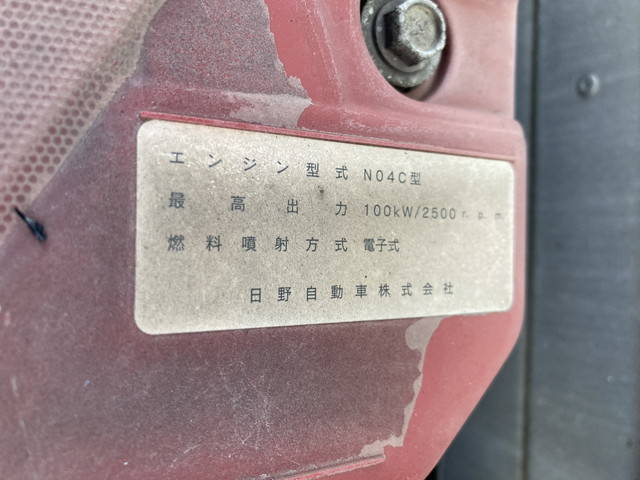 エンジン型式 N04C型
最高出力 100kW/2500r.p.m
燃料噴射方式 電子式
日野自動車株式会社